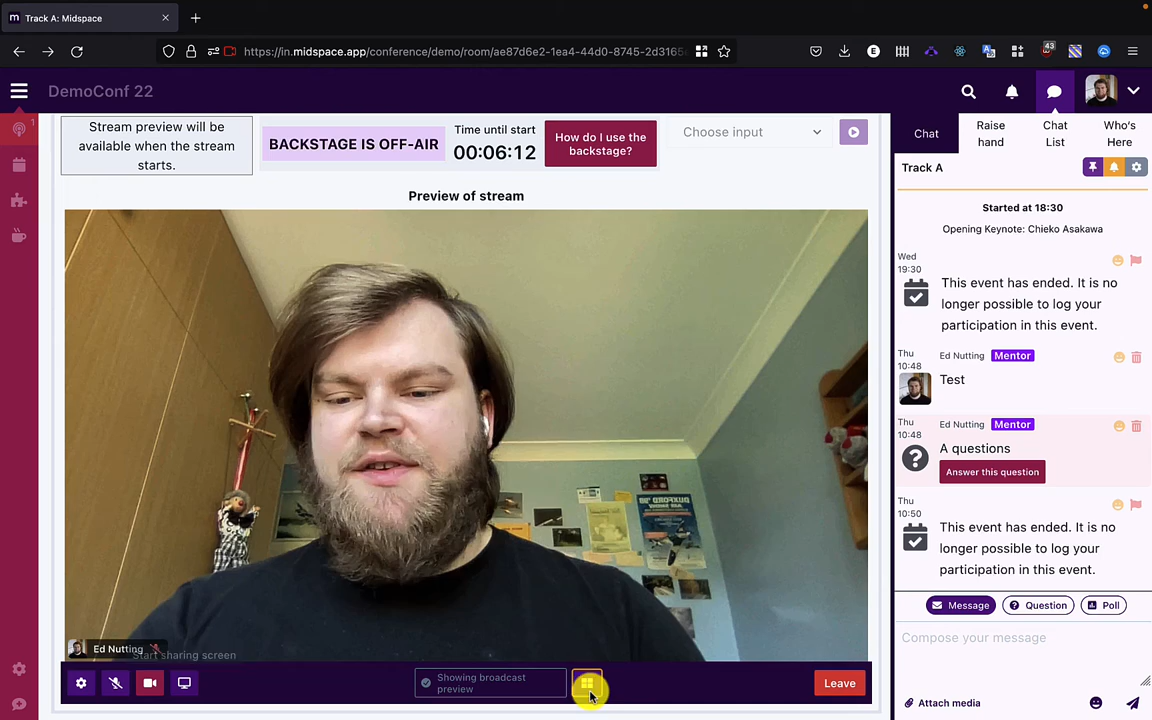 Track A: Midspace
https://in.midspace.app/conference/demo/room/ae87d6e2-1ea4-44d0-8745-2d3165
43
DemoConf 22
1
Stream preview will be
available when the stream
starts.
BACKSTAGE IS OFF-AIR
Time until start
00:06:12
How do I use the
backstage?
Choose input
Preview of stream
DUXFORD
Ed Nutting
Start sharing screen
Showing broadcast
preview
Leave
Chat
Raise
hand
Chat
List
Who's
Here
Track A
Started at 18:30
Opening Keynote: Chieko Asakawa
Wed
19:30
This event has ended. It is no
longer possible to log your
participation in this event.
Thu
10:48
Ed Nutting Mentor
Test
Thu
10:48
Ed Nutting Mentor
A questions
Answer this question
Thu
10:50
This event has ended. It is no
longer possible to log your
participation in this event.
Message
Question
Poll
Compose your message
Attach media